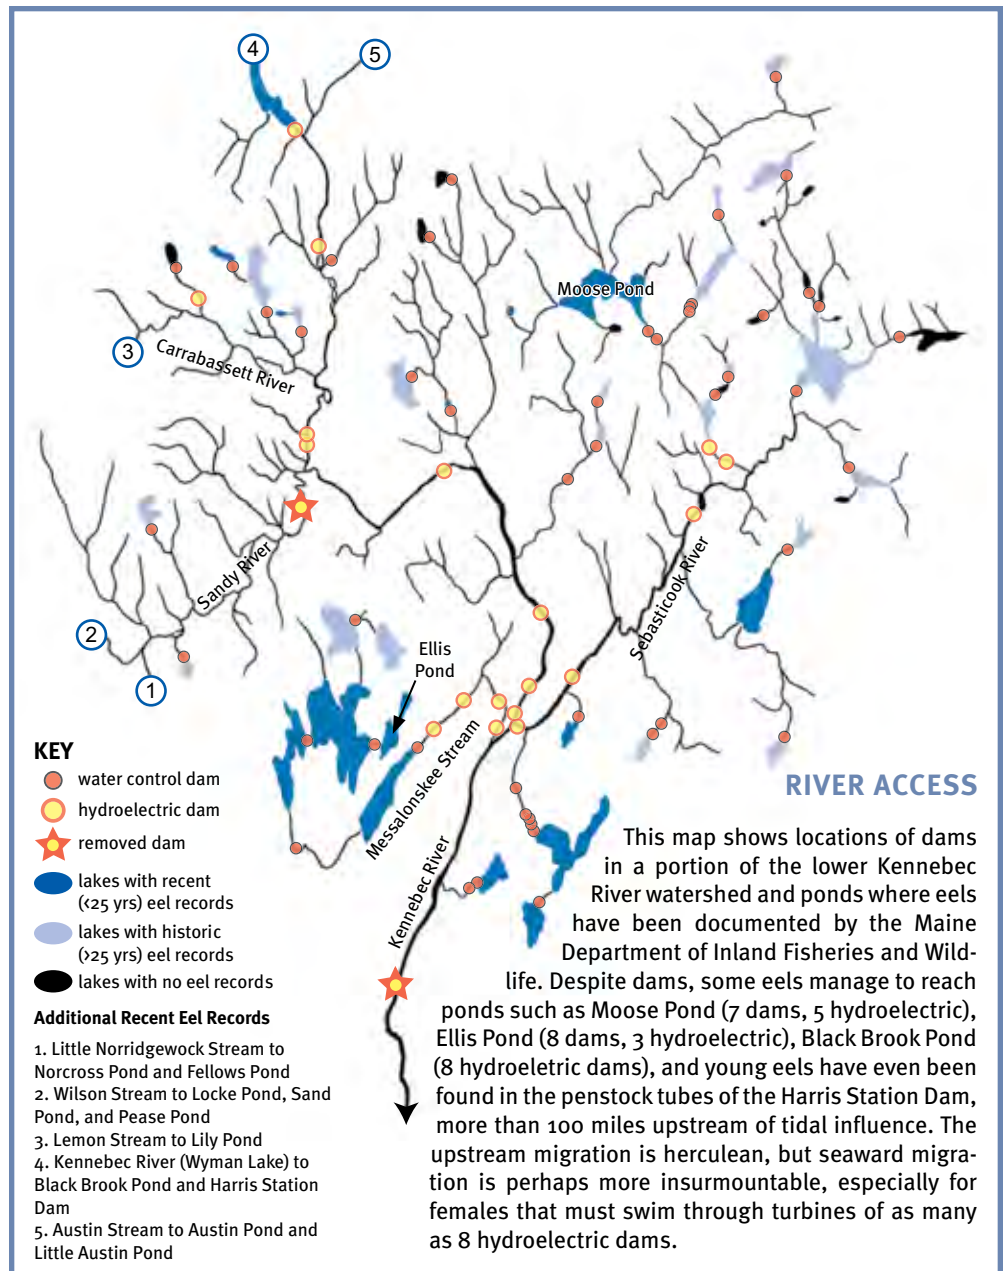 4
5
Moose Pond
3
Carrabassett River
Sandy River
Sebasticook River
2
1
Ellis
Pond
Messalonskee Stream
Kennebec River
KEY
water control dam
hydroelectric dam
removed dam
lakes with recent
(<25 yrs) eel records
lakes with historic
(>25 yrs) eel records
lakes with no eel records
Additional Recent Eel Records
1. Little Norridgewock Stream to
Norcross Pond and Fellows Pond
2. Wilson Stream to Locke Pond, Sand
Pond, and Pease Pond
3. Lemon Stream to Lily Pond
4. Kennebec River (Wyman Lake) to
Black Brook Pond and Harris Station
Dam
5. Austin Stream to Austin Pond and
Little Austin Pond
RIVER ACCESS
This map shows locations of dams
in a portion of the lower Kennebec
River watershed and ponds where eels
have been documented by the Maine
Department of Inland Fisheries and Wild-
life. Despite dams, some eels manage to reach
ponds such as Moose Pond (7 dams, 5 hydroelectric),
Ellis Pond (8 dams, 3 hydroelectric), Black Brook Pond
(8 hydroeletric dams), and young eels have even been
found in the penstock tubes of the Harris Station Dam,
more than 100 miles upstream of tidal influence. The
upstream migration is herculean, but seaward migra-
tion is perhaps more insurmountable, especially for
females that must swim through turbines of as many
as 8 hydroelectric dams.